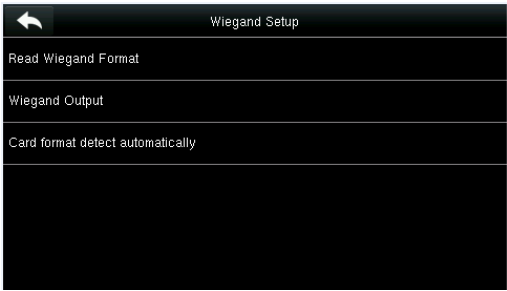 Wiegand Setup
Read Wiegand Format
Wiegand Output
Card format detect automatically